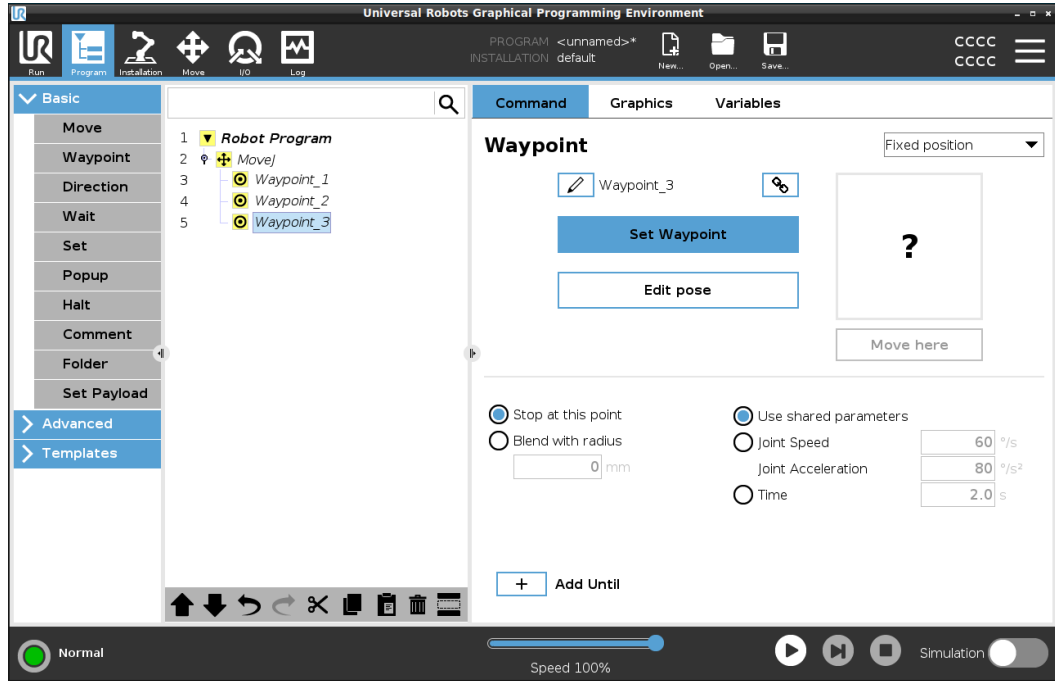 UR
Universal Robots Graphical Programming Environment
Run
Program
Installation
Move
I/O
Log
PROGRAM <unnamed>*
INSTALLATION default
New...
Open...
Save...
CCCC
CCCC
Basic
Move
Waypoint
Direction
Wait
Set
Popup
Halt
Comment
Folder
Set Payload
Advanced
Templates
1 Robot Program
2 MoveJ
3 Waypoint_1
4 Waypoint_2
5 Waypoint_3
Command Graphics Variables
Waypoint
Fixed position
Waypoint_3
Set Waypoint
Edit pose
?
Move here
Stop at this point
Blend with radius
0 mm
Use shared parameters
Joint Speed 60 °/s
Joint Acceleration 80 °/s²
Time 2.0 s
+ Add Until
Normal
Speed 100%
Simulation